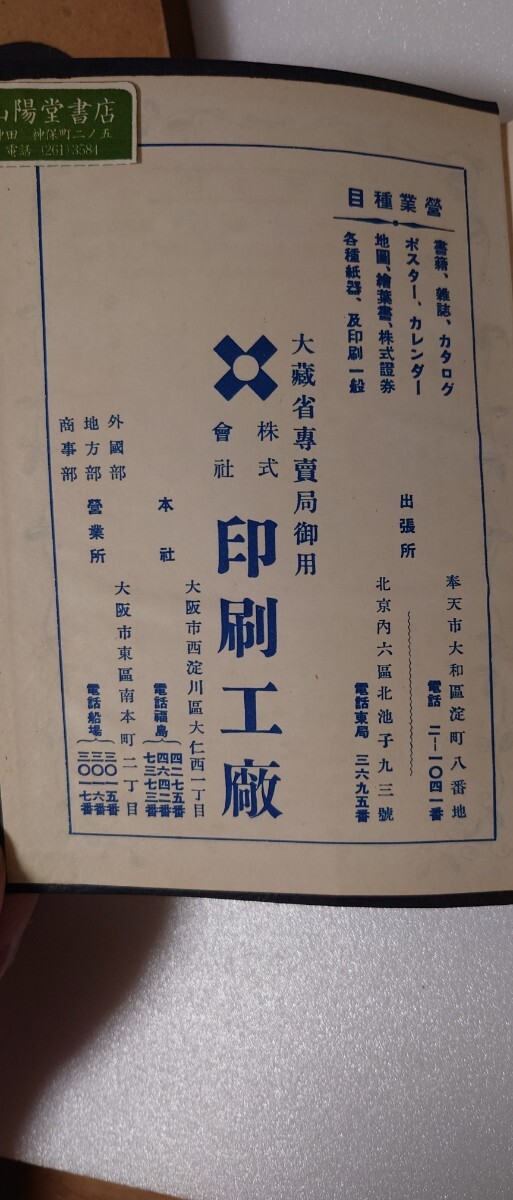 山陽堂書店
神田 神保町二ノ五
電話 (261) 3584
營業種目
書籍、雜誌、カタログ
ポスター、カレンダー
地圖、繪葉書、株式證券
各種紙器、及印刷一般
出張所
奉天市大和區淀町八番地
電話 二―一〇四一番
北京內六區北池子九三號
電話東局 三六九五番
大藏省專賣局御用
株式會社
印刷工廠
本社
大阪市西淀川區大仁西一丁目
電話福島
四二七五番
四六四二番
七三七三番
外國部
地方部
商事部
營業所
大阪市東區南本町二丁目
電話船場
三〇一五番
三〇一六番
三〇一七番